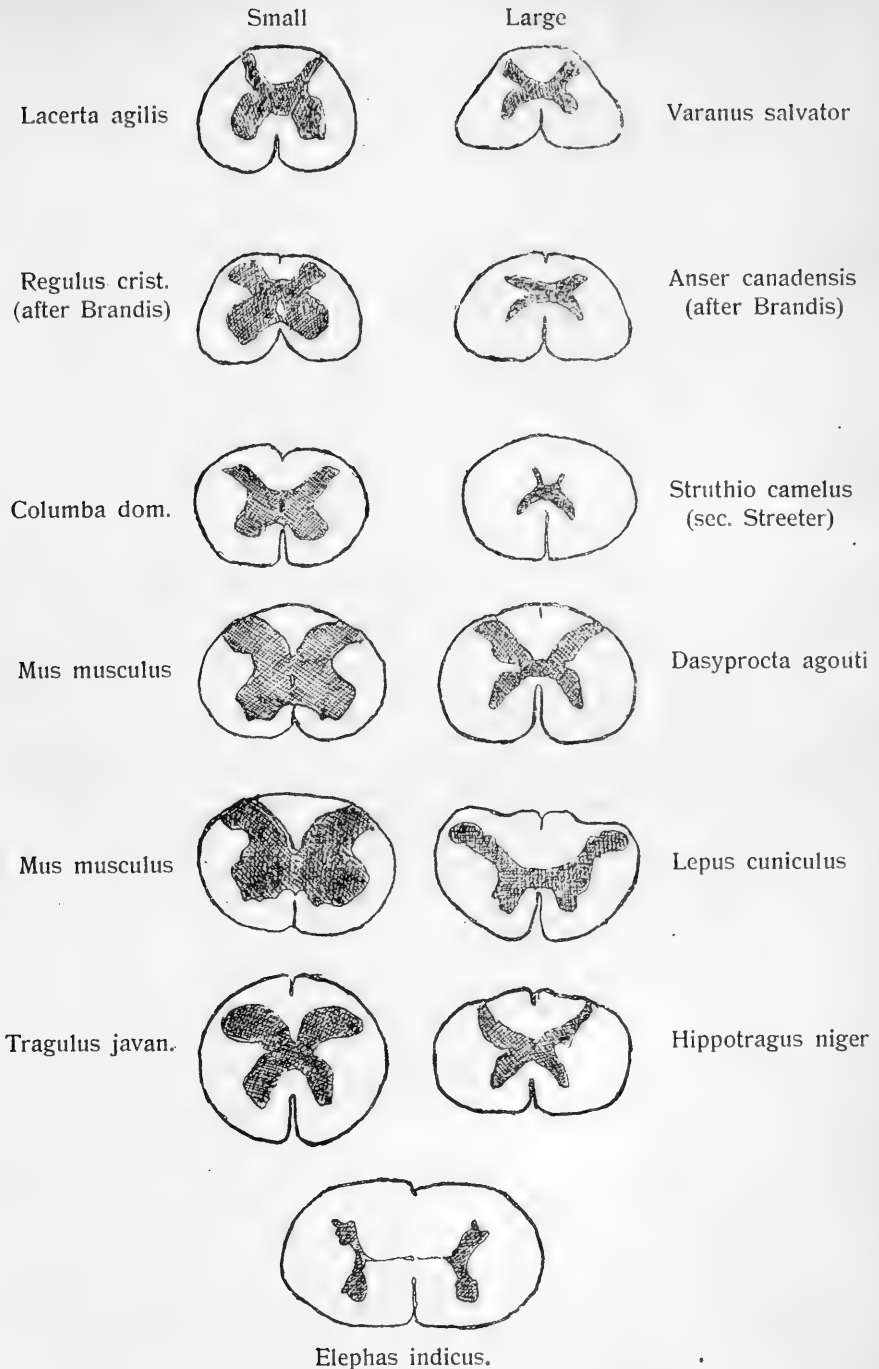 Small
Large
Lacerta agilis
Varanus salvator
Regulus crist.
(after Brandis)
Anser canadensis
(after Brandis)
Columba dom.
Struthio camelus
(sec. Streeter)
Mus musculus
Dasyprocta agouti
Mus musculus
Lepus cuniculus
Tragulus javan.
Hippotragus niger
Elephas indicus.